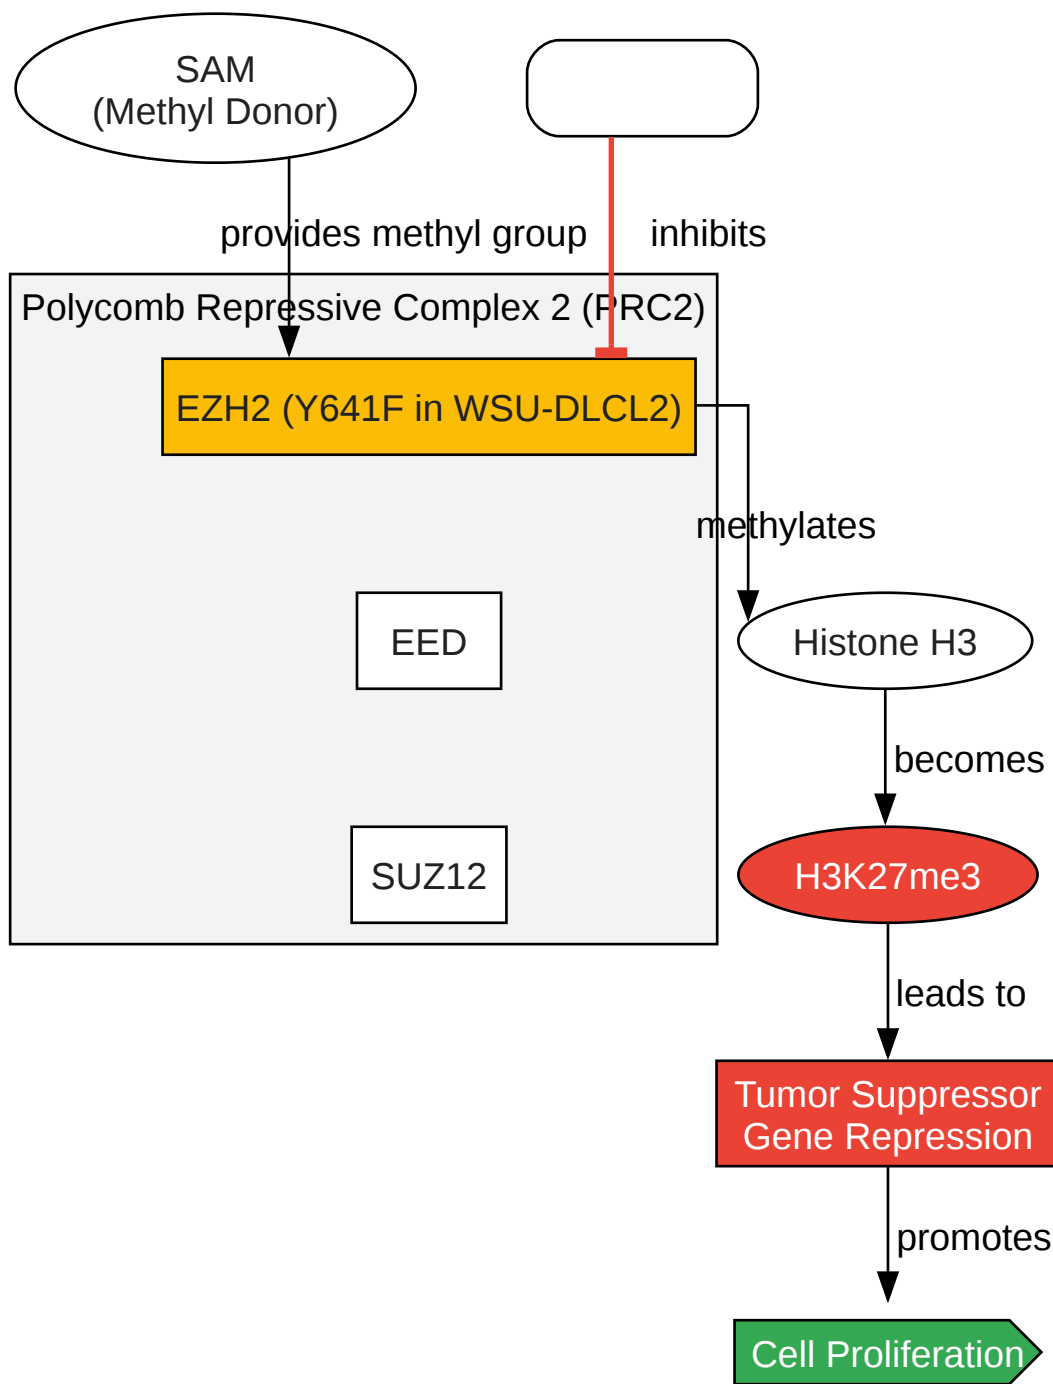 SAM
(Methyl Donor)
provides methyl group
inhibits
Polycomb Repressive Complex 2 (PRC2)
EZH2 (Y641F in WSU-DLCL2)
methylates
EED
Histone H3
becomes
SUZ12
H3K27me3
leads to
Tumor Suppressor
Gene Repression
promotes
Cell Proliferation